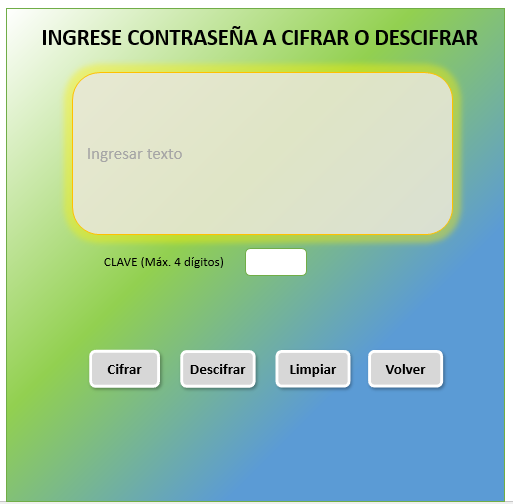 INGRESE CONTRASEÑA A CIFRAR O DESCIFRAR
Ingresar texto
CLAVE (Máx. 4 dígitos)
Cifrar Descifrar Limpiar Volver